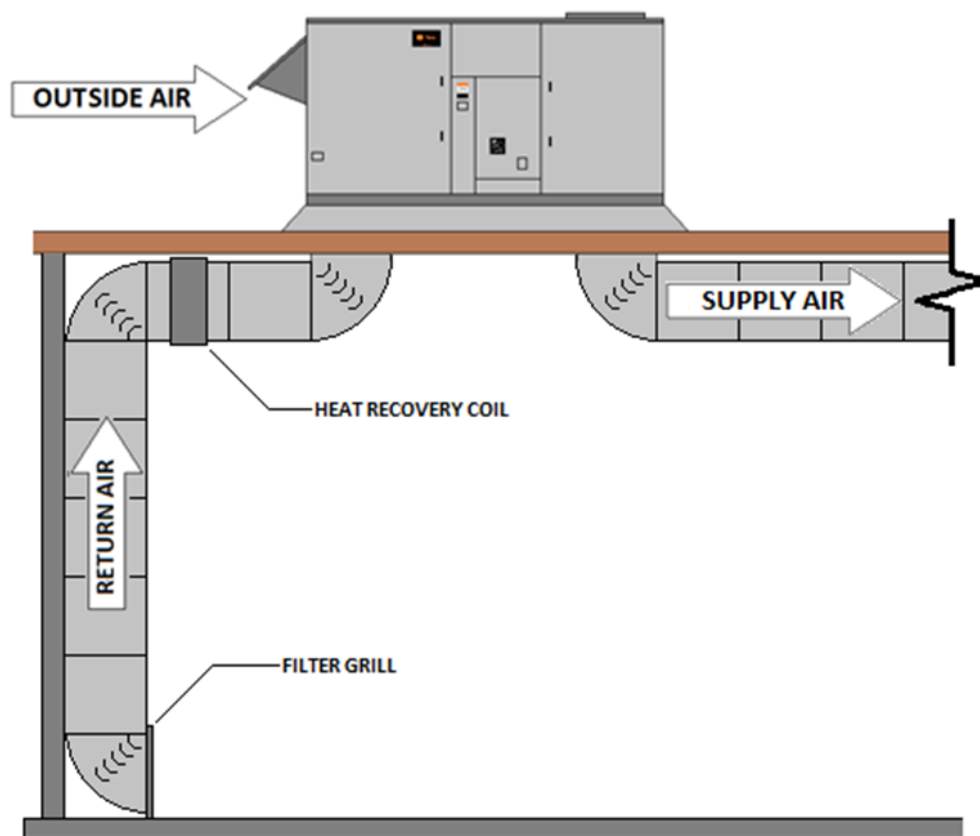 OUTSIDE AIR
SUPPLY AIR
HEAT RECOVERY COIL
RETURN AIR
FILTER GRILL